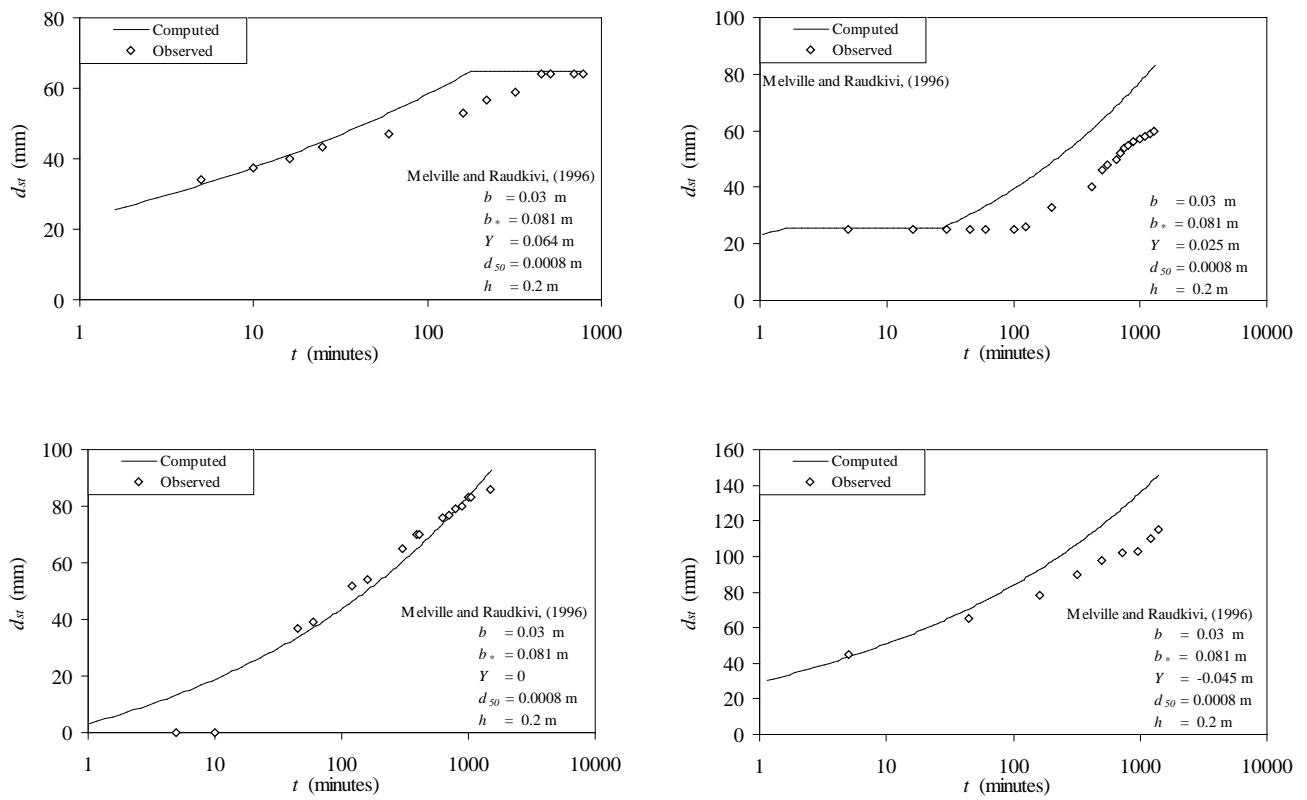 80
60
40
20
0
d_st (mm)
Computed
Observed
Melville and Raudkivi, (1996)
b = 0.03 m
b* = 0.081 m
Y = 0.064 m
d50 = 0.0008 m
h = 0.2 m
1 10 100 1000
t (minutes)
100
80
60
40
20
0
d_st (mm)
Computed
Observed
Melville and Raudkivi, (1996)
b = 0.03 m
b* = 0.081 m
Y = 0.025 m
d50 = 0.0008 m
h = 0.2 m
1 10 100 1000 10000
t (minutes)
100
80
60
40
20
0
d_st (mm)
Computed
Observed
Melville and Raudkivi, (1996)
b = 0.03 m
b* = 0.081 m
Y = 0
d50 = 0.0008 m
h = 0.2 m
1 10 100 1000 10000
t (minutes)
160
140
120
100
80
60
40
20
0
d_st (mm)
Computed
Observed
Melville and Raudkivi, (1996)
b = 0.03 m
b* = 0.081 m
Y = -0.045 m
d50 = 0.0008 m
h = 0.2 m
1 10 100 1000 10000
t (minutes)